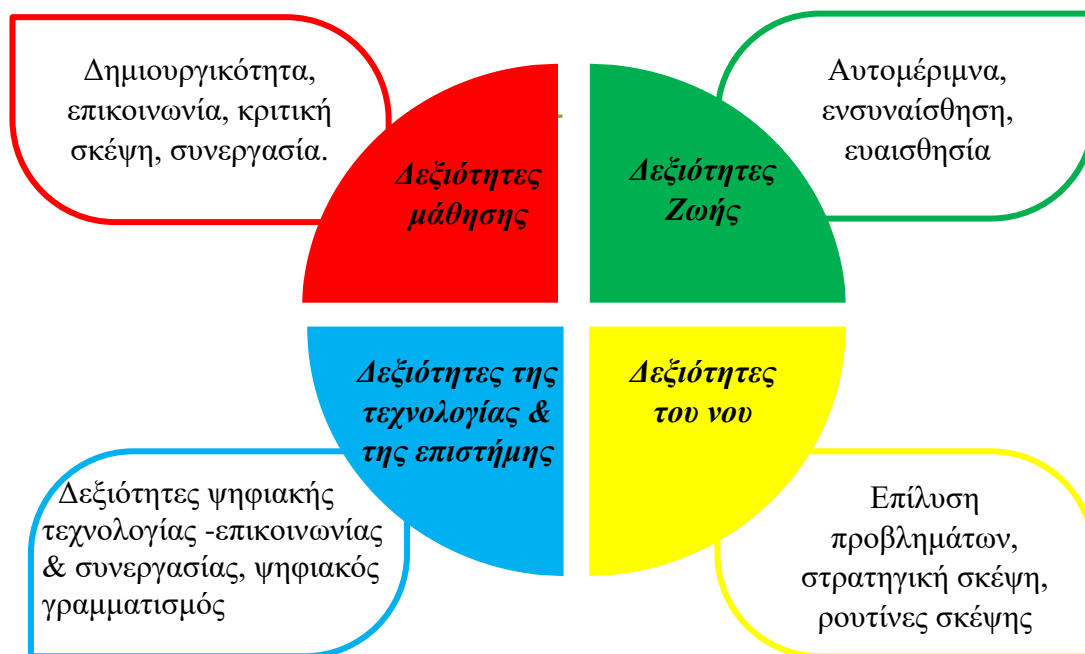 Δημιουργικότητα,
επικοινωνία, κριτική
σκέψη, συνεργασία.
Δεξιότητες
μάθησης
Δεξιότητες
Ζωής
Αυτομέριμνα,
ενσυναίσθηση,
ευαισθησία
Δεξιότητες της
τεχνολογίας &
της επιστήμης
Δεξιότητες
του νου
Δεξιότητες ψηφιακής
τεχνολογίας -επικοινωνίας
& συνεργασίας, ψηφιακός
γραμματισμός
Επίλυση
προβλημάτων,
στρατηγική σκέψη,
ρουτίνες σκέψης